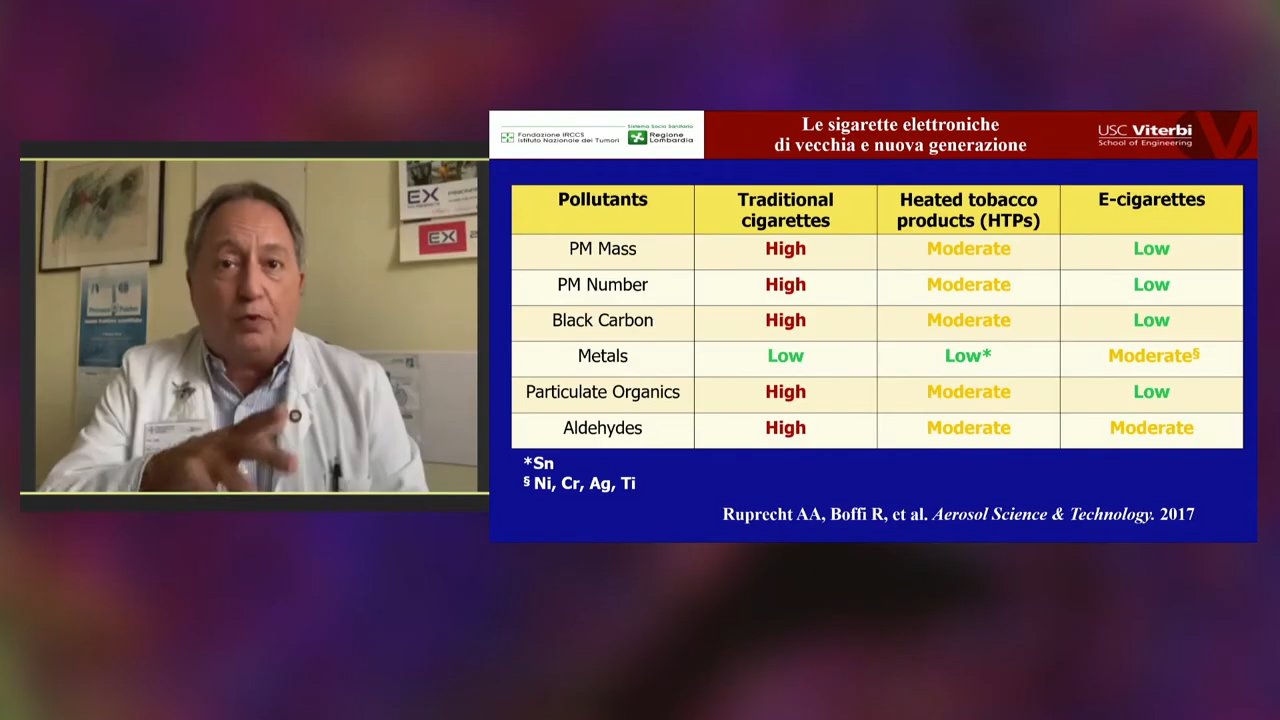 EX
EX
Sistema Socio Sanitario
Fondazione IRCCS
Istituto Nazionale dei Tumori
Regione
Lombardia
Le sigarette elettroniche
di vecchia e nuova generazione
USC Viterbi
School of Engineering
Pollutants Traditional cigarettes Heated tobacco products (HTPs) E-cigarettes
PM Mass High Moderate Low
PM Number High Moderate Low
Black Carbon High Moderate Low
Metals Low Low* Moderate§
Particulate Organics High Moderate Low
Aldehydes High Moderate Moderate
*Sn
§ Ni, Cr, Ag, Ti
Ruprecht AA, Boffi R, et al. Aerosol Science & Technology. 2017